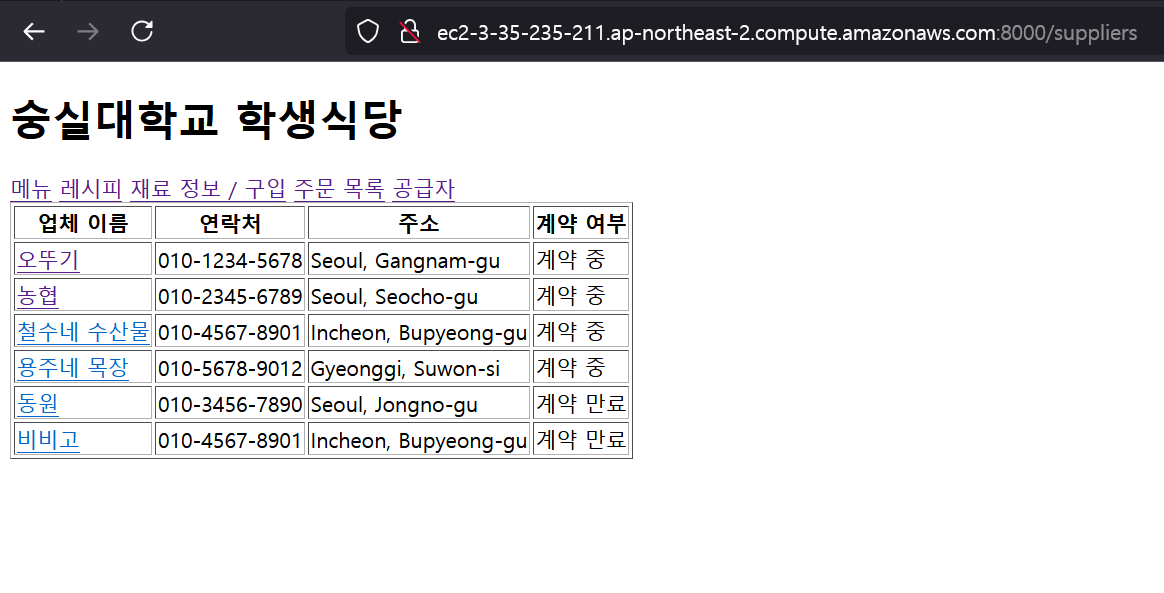 ec2-3-35-235-211.ap-northeast-2.compute.amazonaws.com:8000/suppliers
숭실대학교 학생식당
메뉴 레시피 재료 정보 / 구입 주문 목록 공급자
업체 이름 연락처 주소 계약 여부
오뚜기 010-1234-5678 Seoul, Gangnam-gu 계약 중
농협 010-2345-6789 Seoul, Seocho-gu 계약 중
철수네 수산물 010-4567-8901 Incheon, Bupyeong-gu 계약 중
용주네 목장 010-5678-9012 Gyeonggi, Suwon-si 계약 중
동원 010-3456-7890 Seoul, Jongno-gu 계약 만료
비비고 010-4567-8901 Incheon, Bupyeong-gu 계약 만료